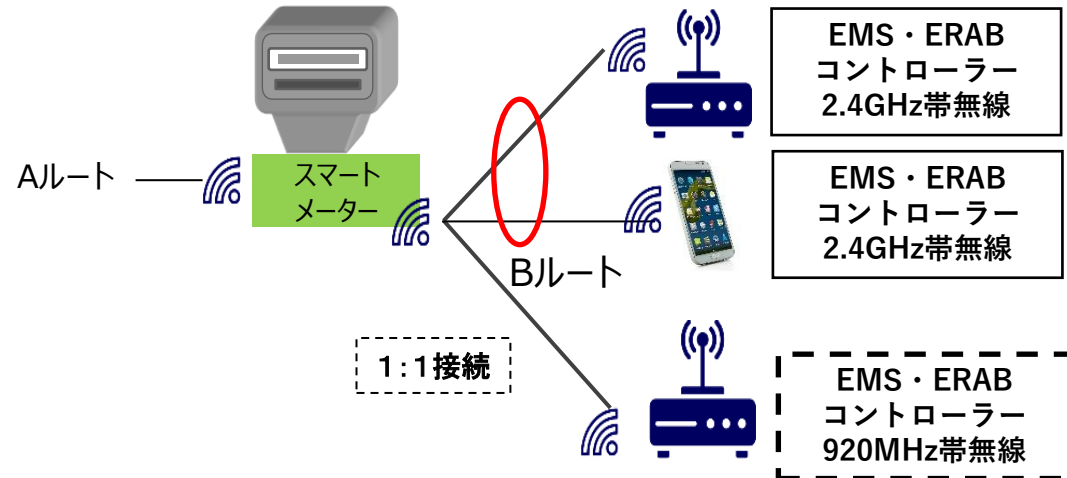 EMS・ERAB
コントローラー
2.4GHz帯無線
Aルート
スマート
メーター
EMS・ERAB
コントローラー
2.4GHz帯無線
Bルート
1:1接続
EMS・ERAB
コントローラー
920MHz帯無線